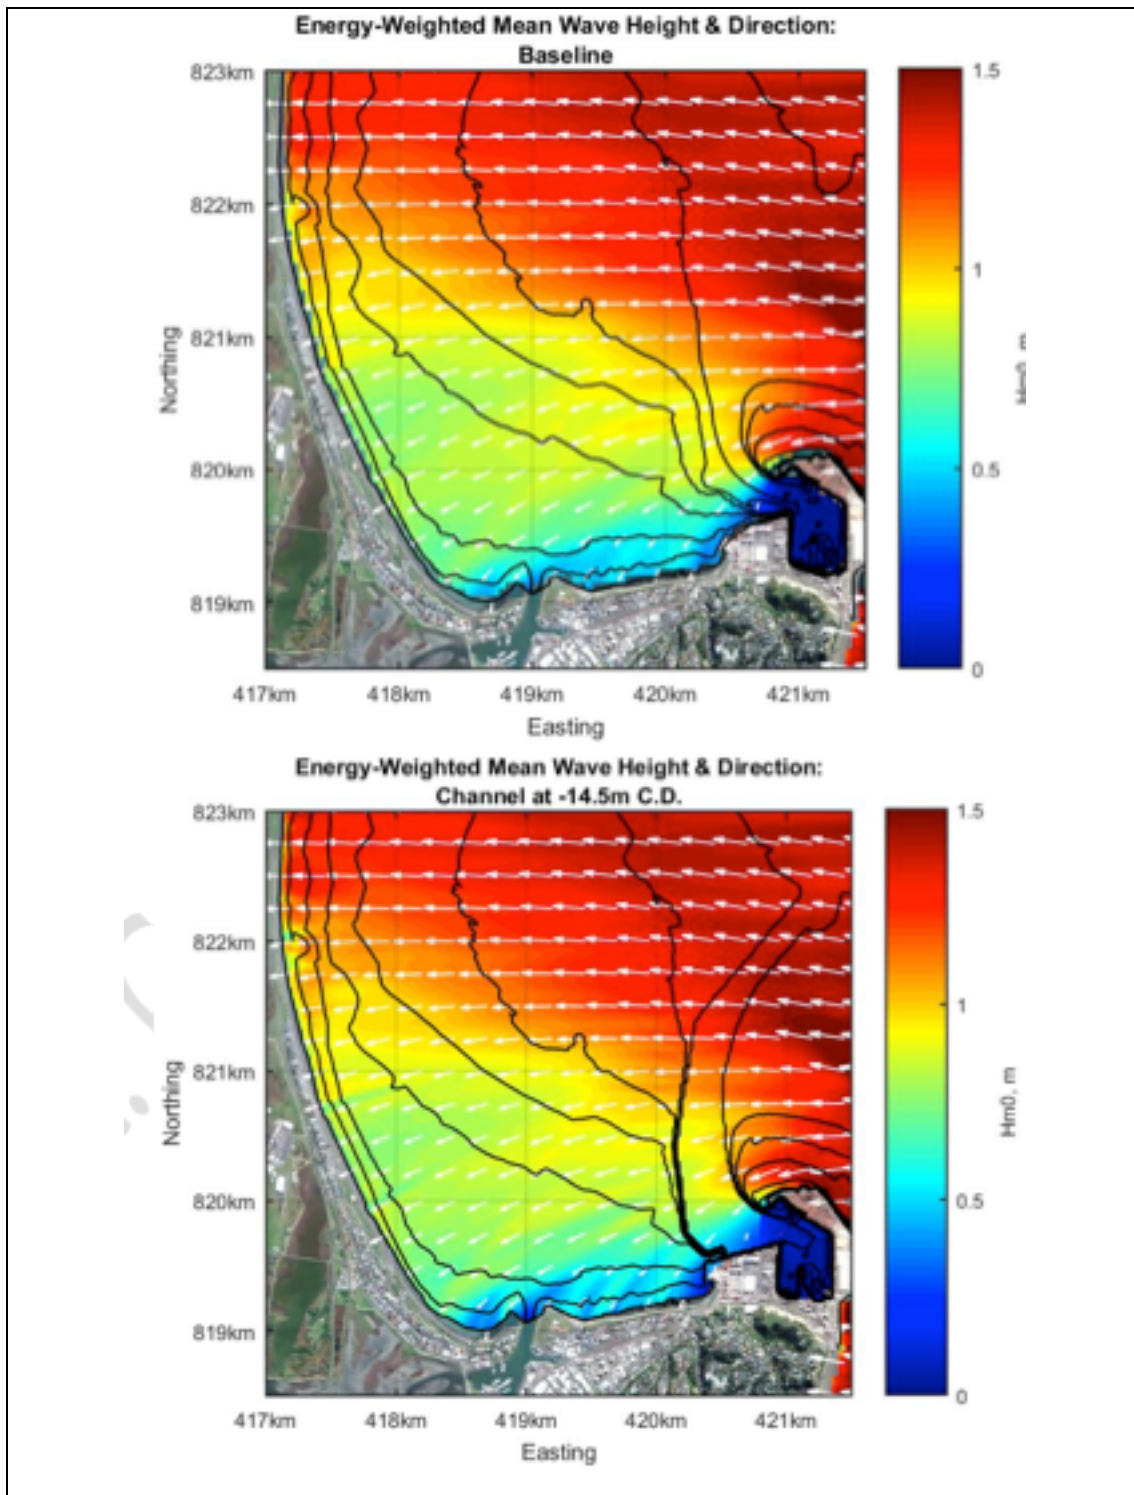 Energy-Weighted Mean Wave Height & Direction:
Baseline
823km
822km
821km
820km
819km
Northing
417km
418km
419km
420km
421km
Easting
1.5
1
0.5
0
Energy-Weighted Mean Wave Height & Direction:
Channel at -14.5m C.D.
823km
822km
821km
820km
819km
Northing
417km
418km
419km
420km
421km
Easting
1.5
1
0.5
0
Hm0, m